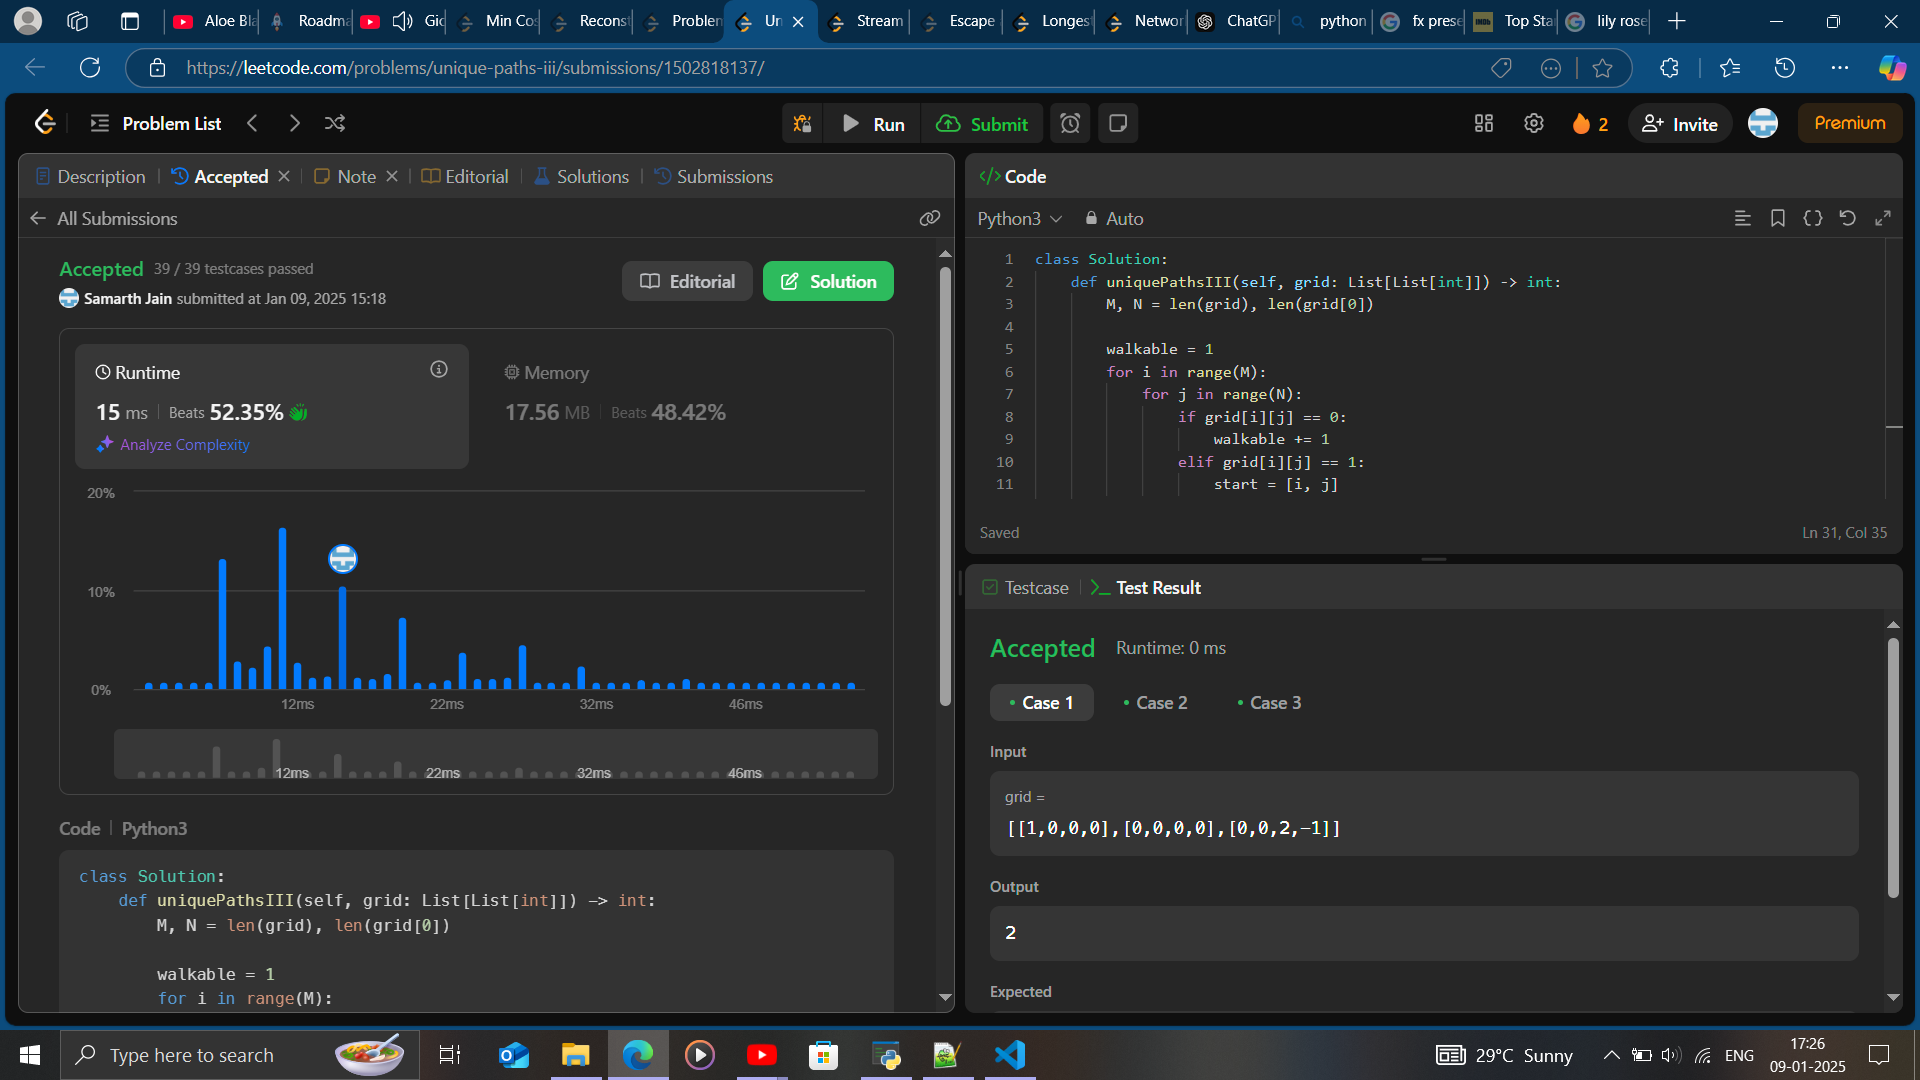 Aloe Bla
Roadma
Gio
Min Cos
Reconst
Problem
Un
Stream
Escape
Longes
Networ
ChatGP
python
fx prese
Top Sta
lily rose
https://leetcode.com/problems/unique-paths-iii/submissions/1502818137/
Problem List
Run
Submit
2
Invite
Premium
Description
Accepted
Note
Editorial
Solutions
Submissions
All Submissions
Accepted 39 / 39 testcases passed
Samarth Jain submitted at Jan 09, 2025 15:18
Editorial
Solution
Runtime
15 ms Beats 52.35%
Analyze Complexity
Memory
17.56 MB Beats 48.42%
20%
10%
0%
12ms 22ms 32ms 46ms
12ms 22ms 32ms 46ms
Code Python3
class Solution:
def uniquePathsIII(self, grid: List[List[int]]) -> int:
M, N = len(grid), len(grid[0])
walkable = 1
for i in range(M):
</> Code
Python3
Auto
1 class Solution:
2 def uniquePathsIII(self, grid: List[List[int]]) -> int:
3 M, N = len(grid), len(grid[0])
4
5 walkable = 1
6 for i in range(M):
7 for j in range(N):
8 if grid[i][j] == 0:
9 walkable += 1
10 elif grid[i][j] == 1:
11 start = [i, j]
Saved
Ln 31, Col 35
Testcase
>_ Test Result
Accepted Runtime: 0 ms
Case 1
Case 2
Case 3
Input
grid =
[[1,0,0,0],[0,0,0,0],[0,0,2,-1]]
Output
2
Expected
Type here to search
29°C Sunny
ENG
17:26
09-01-2025